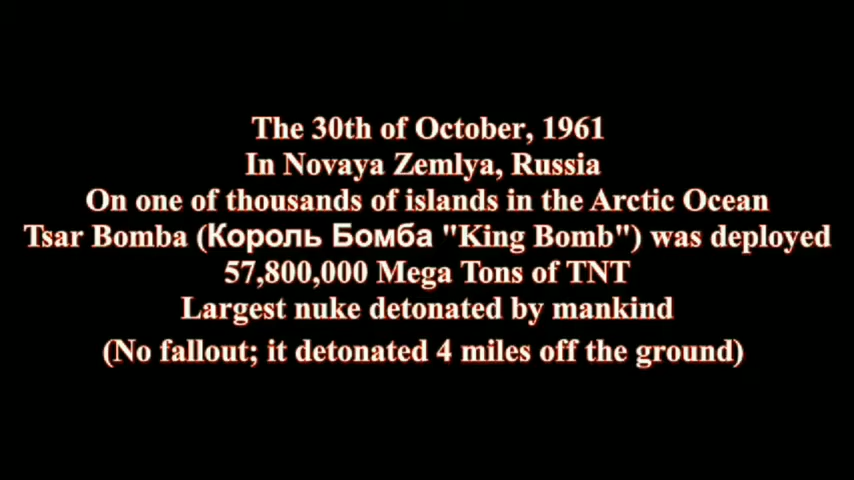 The 30th of October, 1961
In Novaya Zemlya, Russia
On one of thousands of islands in the Arctic Ocean
Tsar Bomba (Король Бомба "King Bomb") was deployed
57,800,000 Mega Tons of TNT
Largest nuke detonated by mankind
(No fallout; it detonated 4 miles off the ground)